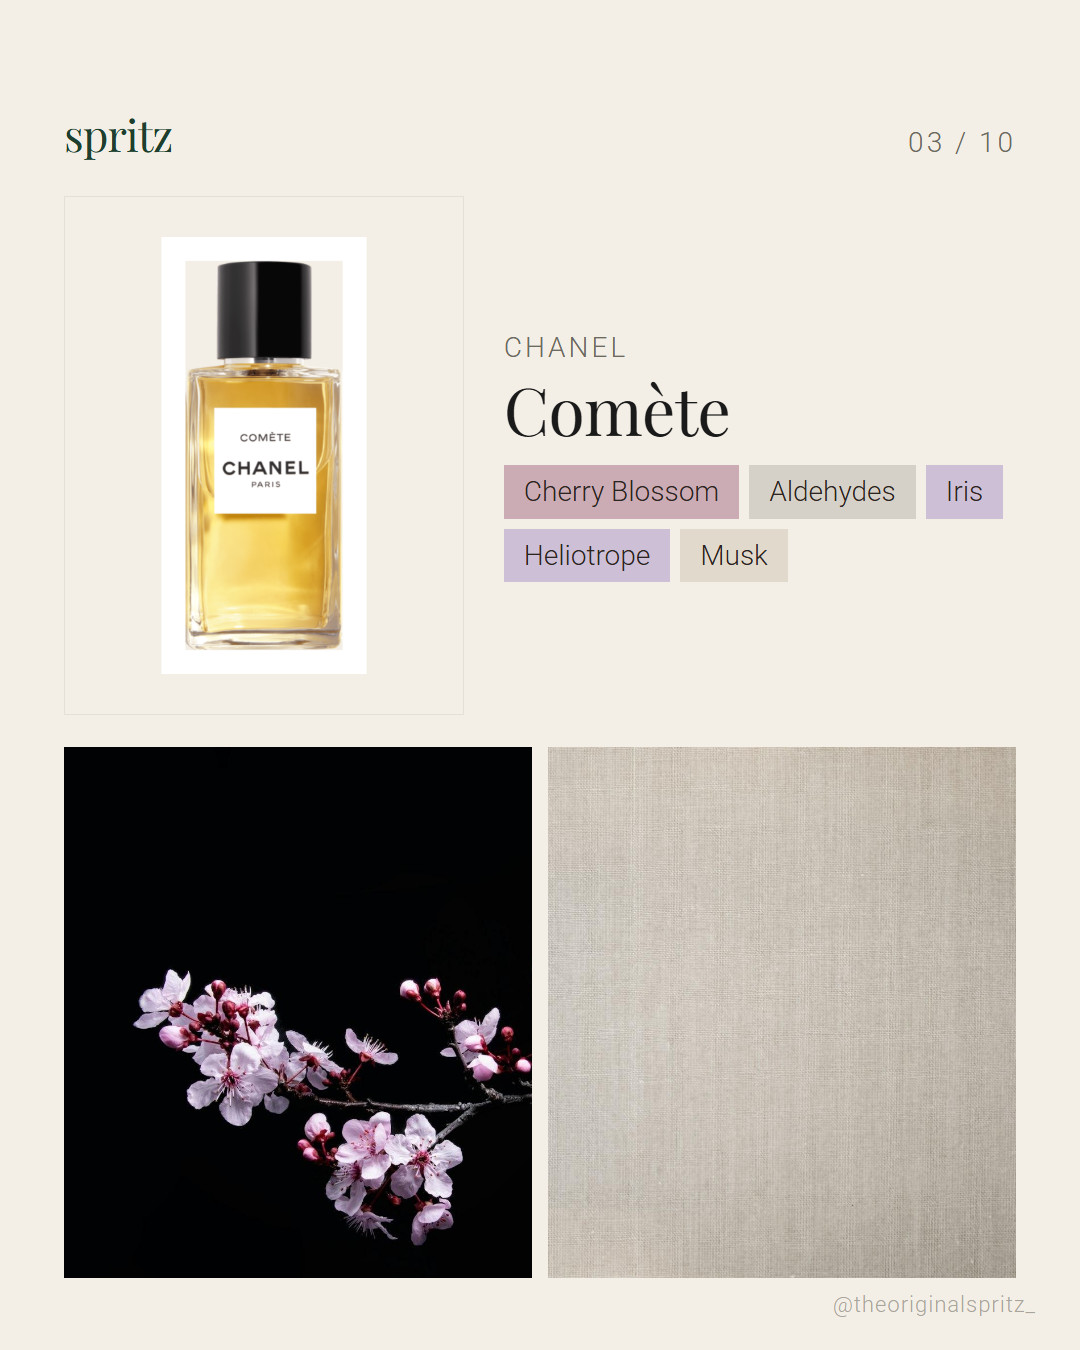 spritz
03 / 10
COMÈTE
CHANEL
PARIS
CHANEL
Comète
Cherry Blossom
Aldehydes
Iris
Heliotrope
Musk
@theoriginalspritz_